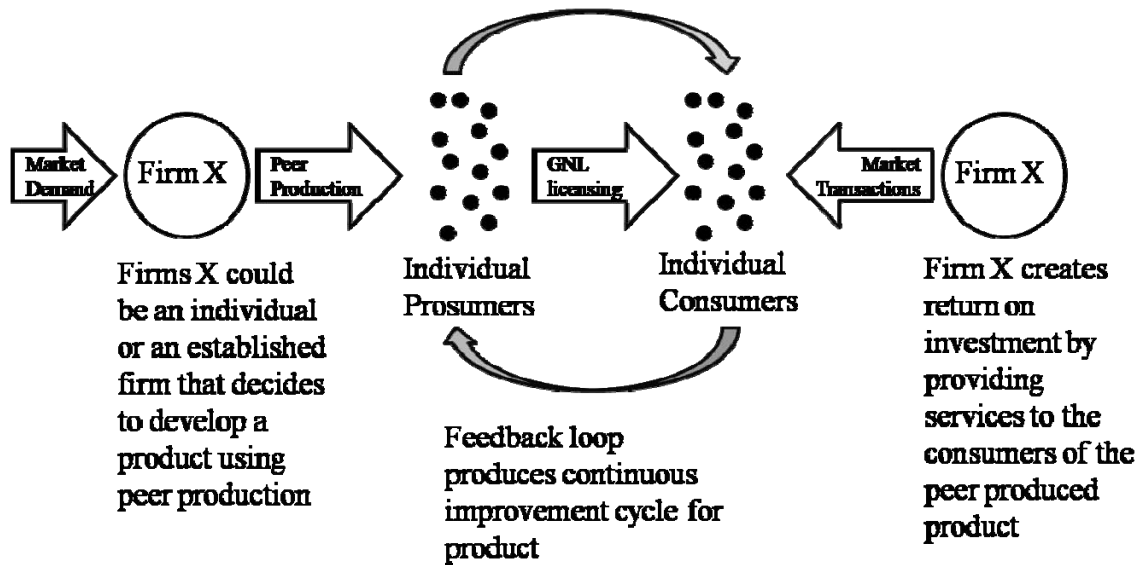 Market
Demand
Firm X
Peer
Production
GNL
licensing
Market
Transactions
Firm X
Firms X could
be an individual
or an established
firm that decides
to develop a
product using
peer production
Individual
Prosumers
Individual
Consumers
Firm X creates
return on
investment by
providing
services to the
consumers of the
peer produced
product
Feedback loop
produces continuous
improvement cycle for
product